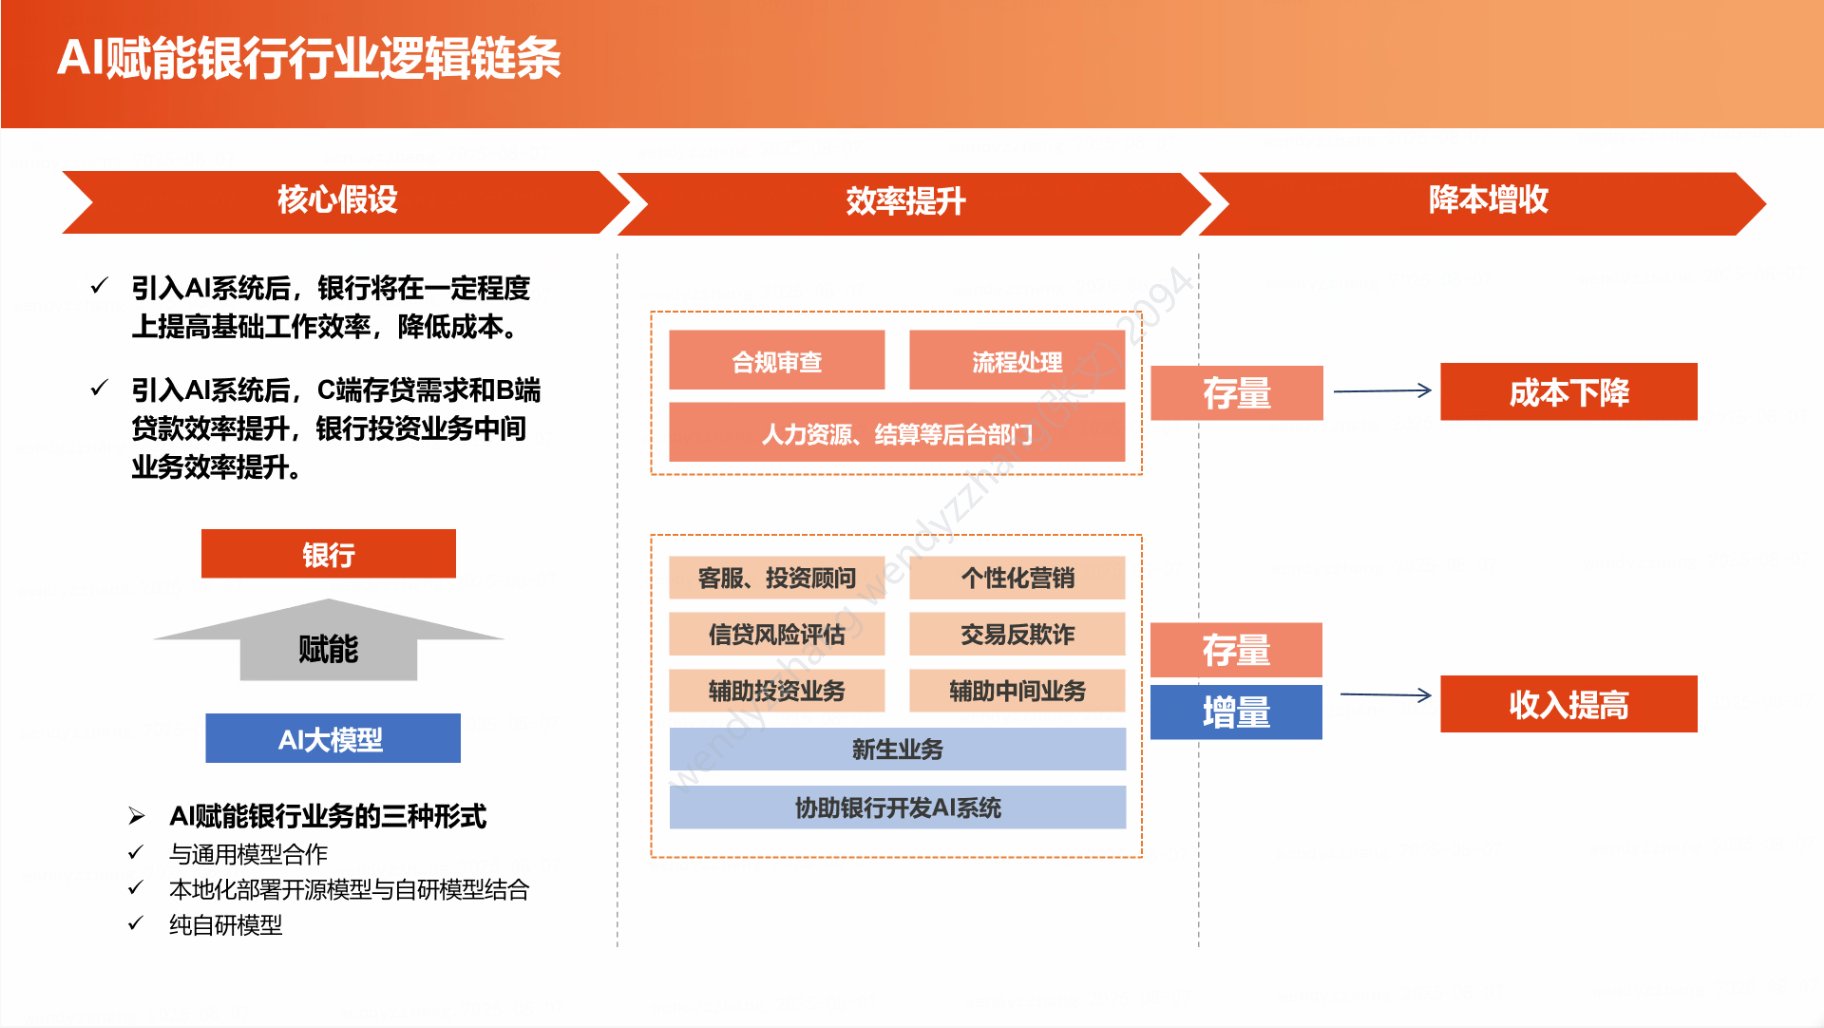 AI赋能银行行业逻辑链条
核心假设
效率提升
降本增收
引入AI系统后，银行将在一定程度
上提高基础工作效率，降低成本。
引入AI系统后，C端存贷需求和B端
贷款效率提升，银行投资业务中间
业务效率提升。
银行
赋能
AI大模型
AI赋能银行业务的三种形式
与通用模型合作
本地化部署开源模型与自研模型结合
纯自研模型
合规审查
流程处理
人力资源、结算等后台部门
存量
成本下降
客服、投资顾问
个性化营销
信贷风险评估
交易反欺诈
辅助投资业务
辅助中间业务
新生业务
协助银行开发AI系统
存量
增量
收入提高
wendyzzhang wendyzzhang(张文) 2094